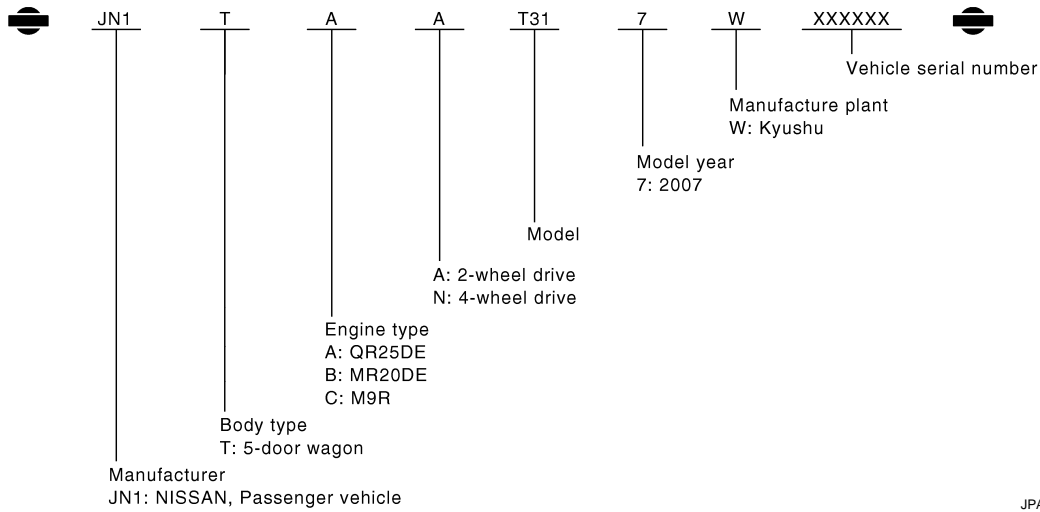 JN1 T A A T31 7 W XXXXXX
Vehicle serial number
Manufacture plant
W: Kyushu
Model year
7: 2007
Model
A: 2-wheel drive
N: 4-wheel drive
Engine type
A: QR25DE
B: MR20DE
C: M9R
Body type
T: 5-door wagon
Manufacturer
JN1: NISSAN, Passenger vehicle
JPA